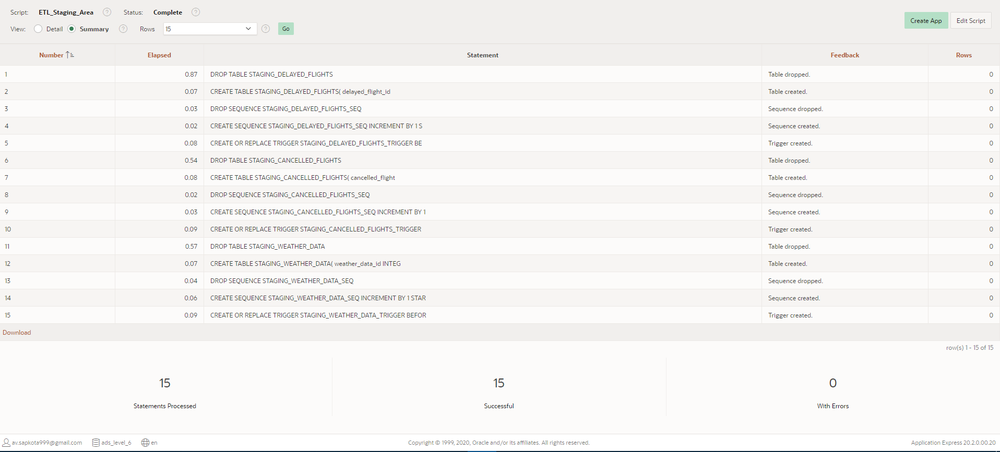 Script: ETL_Staging_Area ? Status: Complete ?
View: Detail Summary ? Rows 15 ? Go
Create App Edit Script
Number Elapsed Statement Feedback Rows
1 0.87 DROP TABLE STAGING_DELAYED_FLIGHTS Table dropped. 0
2 0.07 CREATE TABLE STAGING_DELAYED_FLIGHTS( delayed_flight_id Table created. 0
3 0.03 DROP SEQUENCE STAGING_DELAYED_FLIGHTS_SEQ Sequence dropped. 0
4 0.02 CREATE SEQUENCE STAGING_DELAYED_FLIGHTS_SEQ INCREMENT BY 1 S Sequence created. 0
5 0.08 CREATE OR REPLACE TRIGGER STAGING_DELAYED_FLIGHTS_TRIGGER BE Trigger created. 0
6 0.54 DROP TABLE STAGING_CANCELLED_FLIGHTS Table dropped. 0
7 0.08 CREATE TABLE STAGING_CANCELLED_FLIGHTS( cancelled_flight Table created. 0
8 0.02 DROP SEQUENCE STAGING_CANCELLED_FLIGHTS_SEQ Sequence dropped. 0
9 0.03 CREATE SEQUENCE STAGING_CANCELLED_FLIGHTS_SEQ INCREMENT BY 1 Sequence created. 0
10 0.09 CREATE OR REPLACE TRIGGER STAGING_CANCELLED_FLIGHTS_TRIGGER Trigger created. 0
11 0.57 DROP TABLE STAGING_WEATHER_DATA Table dropped. 0
12 0.07 CREATE TABLE STAGING_WEATHER_DATA( weather_data_id INTEG Table created. 0
13 0.04 DROP SEQUENCE STAGING_WEATHER_DATA_SEQ Sequence dropped. 0
14 0.06 CREATE SEQUENCE STAGING_WEATHER_DATA_SEQ INCREMENT BY 1 STAR Sequence created. 0
15 0.09 CREATE OR REPLACE TRIGGER STAGING_WEATHER_DATA_TRIGGER BEFOR Trigger created. 0
Download
row(s) 1 - 15 of 15
15 15 0
Statements Processed Successful With Errors
av.sapkota999@gmail.com ads_level_6 en Copyright © 1999, 2020, Oracle and/or its affiliates. All rights reserved. Application Express 20.2.0.00.20